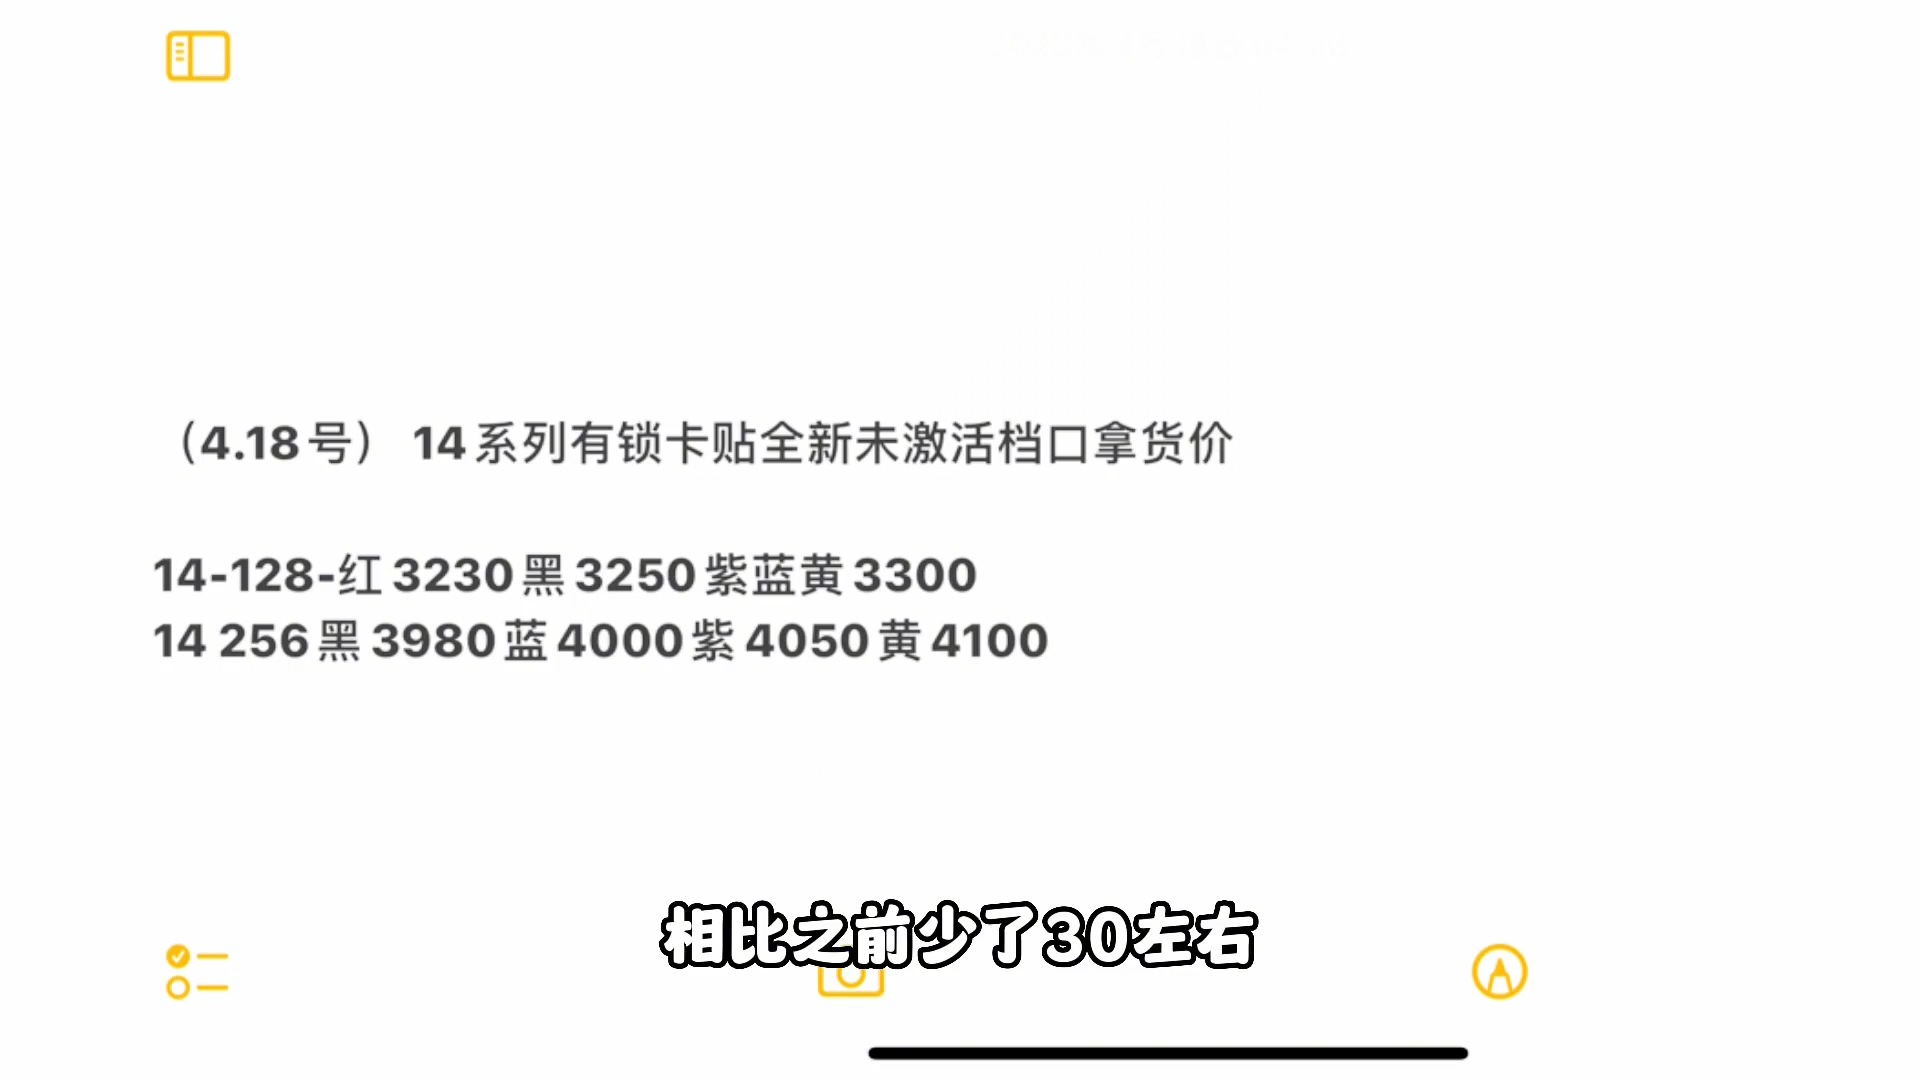 （4.18号） 14系列有锁卡贴全新未激活档口拿货价
14-128-红3230黑3250紫蓝黄3300
14 256黑3980蓝4000紫4050黄4100
相比之前少了30左右